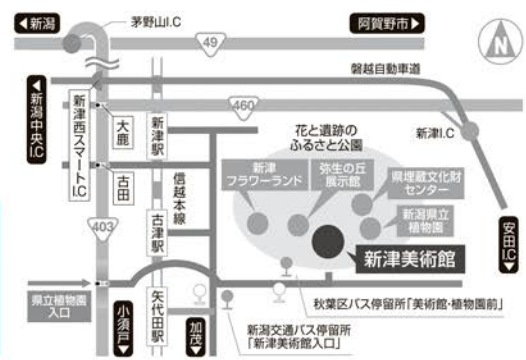 ◀新潟
茅野山I.C
阿賀野市▶
49
N
磐越自動車道
◀新潟中央I.C
新津西スマートI.C
大鹿
新津駅
460
花と遺跡の
ふるさと公園
新津I.C
古田
信越本線
新津
フラワーランド
弥生の丘
展示館
県埋蔵文化財
センター
新潟県立
植物園
403
古津駅
新津美術館
安田I.C▶
県立植物園
入口
小須戸▶
矢代田駅
加茂▶
秋葉区バス停留所「美術館・植物園前」
新潟交通バス停留所
「新津美術館入口」